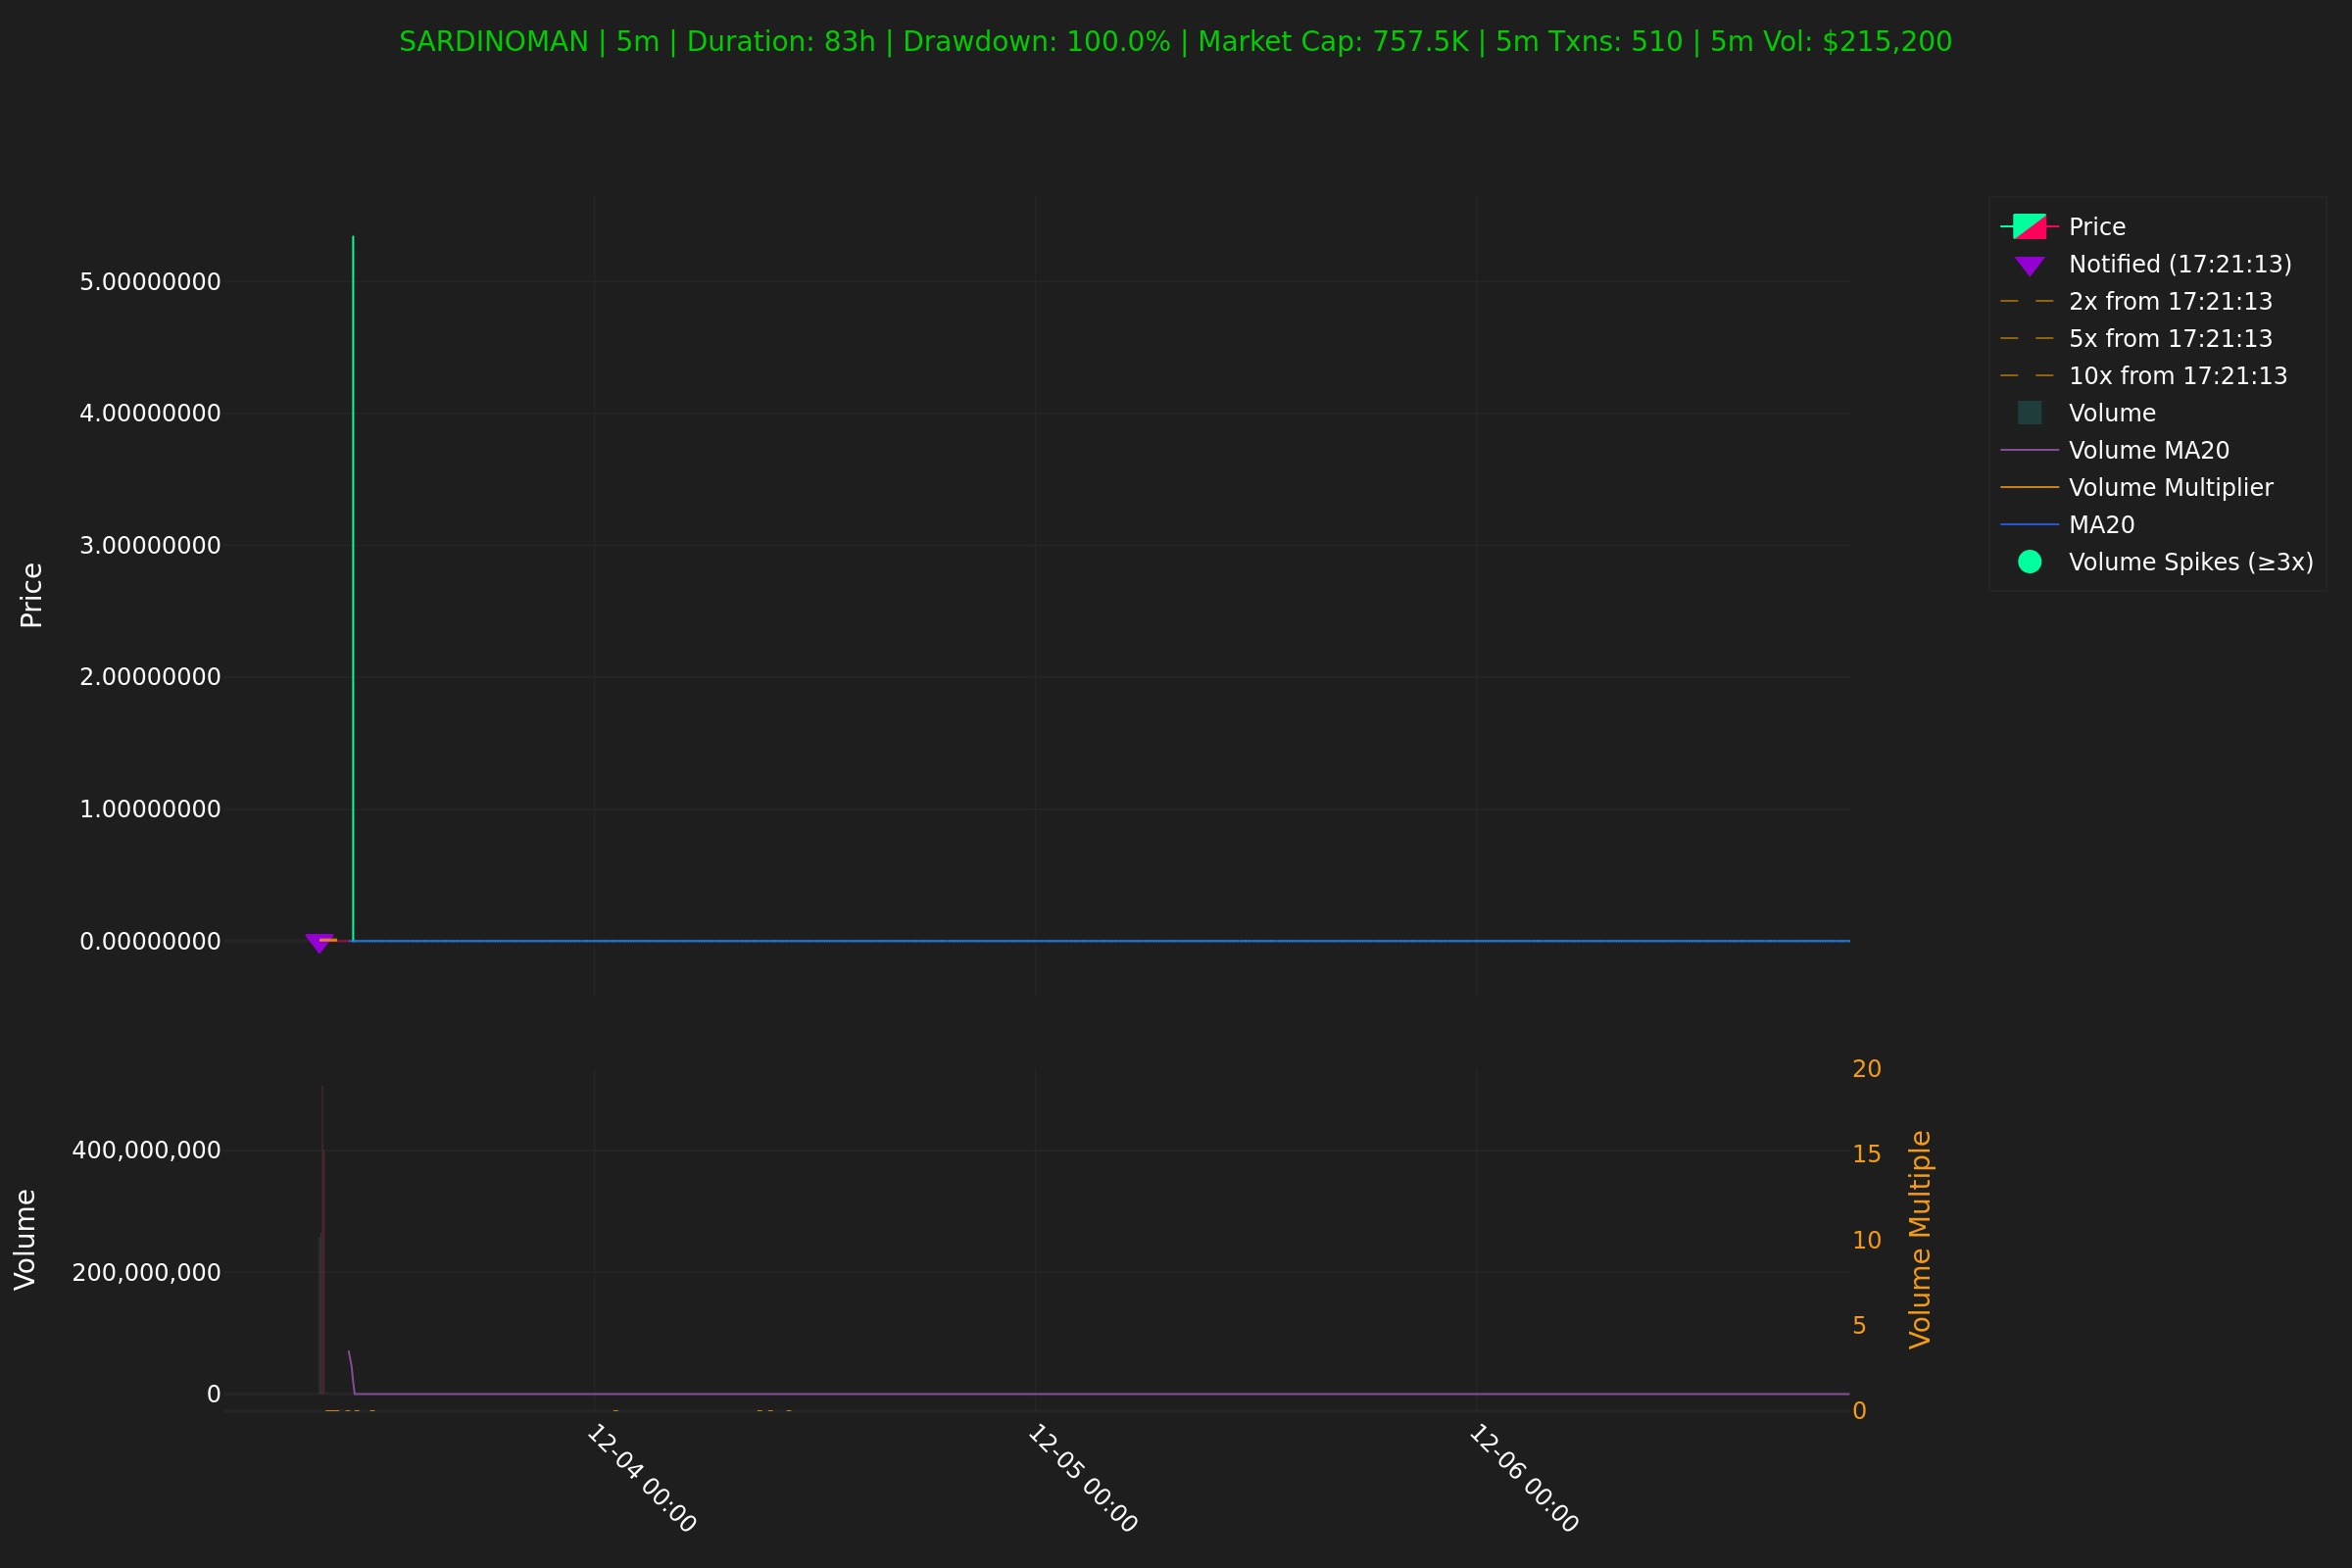 SARDINOMAN | 5m | Duration: 83h | Drawdown: 100.0% | Market Cap: 757.5K | 5m Txns: 510 | 5m Vol: $215,200
Price
5.00000000
4.00000000
3.00000000
2.00000000
1.00000000
0.00000000
Price
Notified (17:21:13)
2x from 17:21:13
5x from 17:21:13
10x from 17:21:13
Volume
Volume MA20
Volume Multiplier
MA20
Volume Spikes (≥3x)
Volume
400,000,000
200,000,000
0
20
15
10
5
0
Volume Multiple
12-04 00:00
12-05 00:00
12-06 00:00